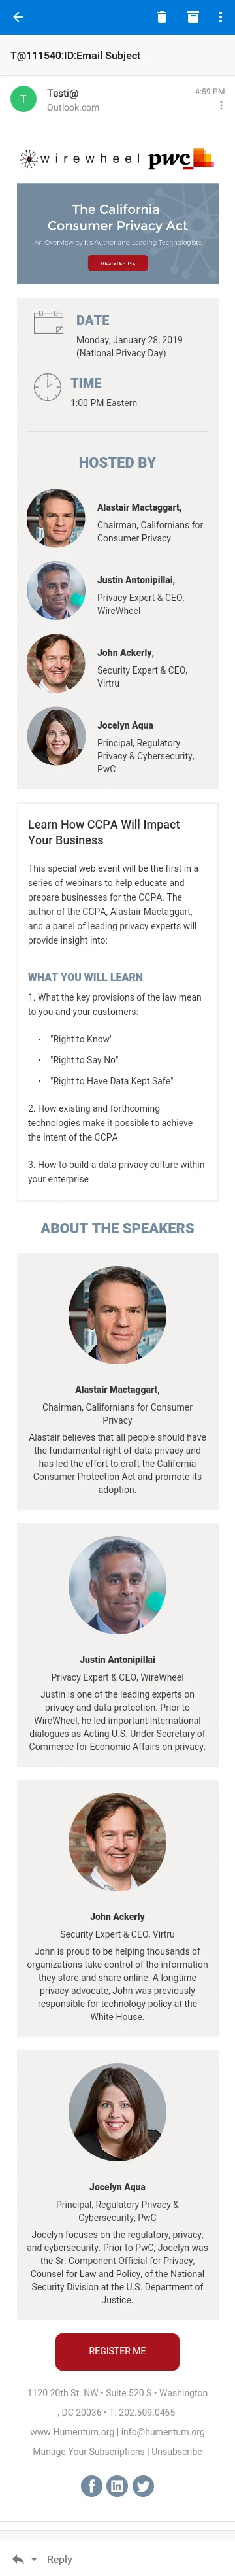 T@111540:ID:Email Subject
T
Testi@
4:59 PM
Outlook.com
wirewheel pwc
The California
Consumer Privacy Act
An Overview by It's Author and Leading Technologists
REGISTER ME
DATE
Monday, January 28, 2019
(National Privacy Day)
TIME
1:00 PM Eastern
HOSTED BY
Alastair Mactaggart,
Chairman, Californians for
Consumer Privacy
Justin Antonipillai,
Privacy Expert & CEO,
WireWheel
John Ackerly,
Security Expert & CEO,
Virtru
Jocelyn Aqua
Principal, Regulatory
Privacy & Cybersecurity,
PwC
Learn How CCPA Will Impact
Your Business
This special web event will be the first in a
series of webinars to help educate and
prepare businesses for the CCPA. The
author of the CCPA, Alastair Mactaggart,
and a panel of leading privacy experts will
provide insight into:
WHAT YOU WILL LEARN
1. What the key provisions of the law mean
to you and your customers:
• "Right to Know"
• "Right to Say No"
• "Right to Have Data Kept Safe"
2. How existing and forthcoming
technologies make it possible to achieve
the intent of the CCPA
3. How to build a data privacy culture within
your enterprise
ABOUT THE SPEAKERS
Alastair Mactaggart,
Chairman, Californians for Consumer
Privacy
Alastair believes that all people should have
the fundamental right of data privacy and
has led the effort to craft the California
Consumer Protection Act and promote its
adoption.
Justin Antonipillai
Privacy Expert & CEO, WireWheel
Justin is one of the leading experts on
privacy and data protection. Prior to
WireWheel, he led important international
dialogues as Acting U.S. Under Secretary of
Commerce for Economic Affairs on privacy.
John Ackerly
Security Expert & CEO, Virtru
John is proud to be helping thousands of
organizations take control of the information
they store and share online. A longtime
privacy advocate, John was previously
responsible for technology policy at the
White House.
Jocelyn Aqua
Principal, Regulatory Privacy &
Cybersecurity, PwC
Jocelyn focuses on the regulatory, privacy,
and cybersecurity. Prior to PwC, Jocelyn was
the Sr. Component Official for Privacy,
Counsel for Law and Policy, of the National
Security Division at the U.S. Department of
Justice.
REGISTER ME
1120 20th St. NW • Suite 520 S • Washington
, DC 20036 • T: 202.509.0465
www.Humentum.org | info@humentum.org
Manage Your Subscriptions | Unsubscribe
Reply